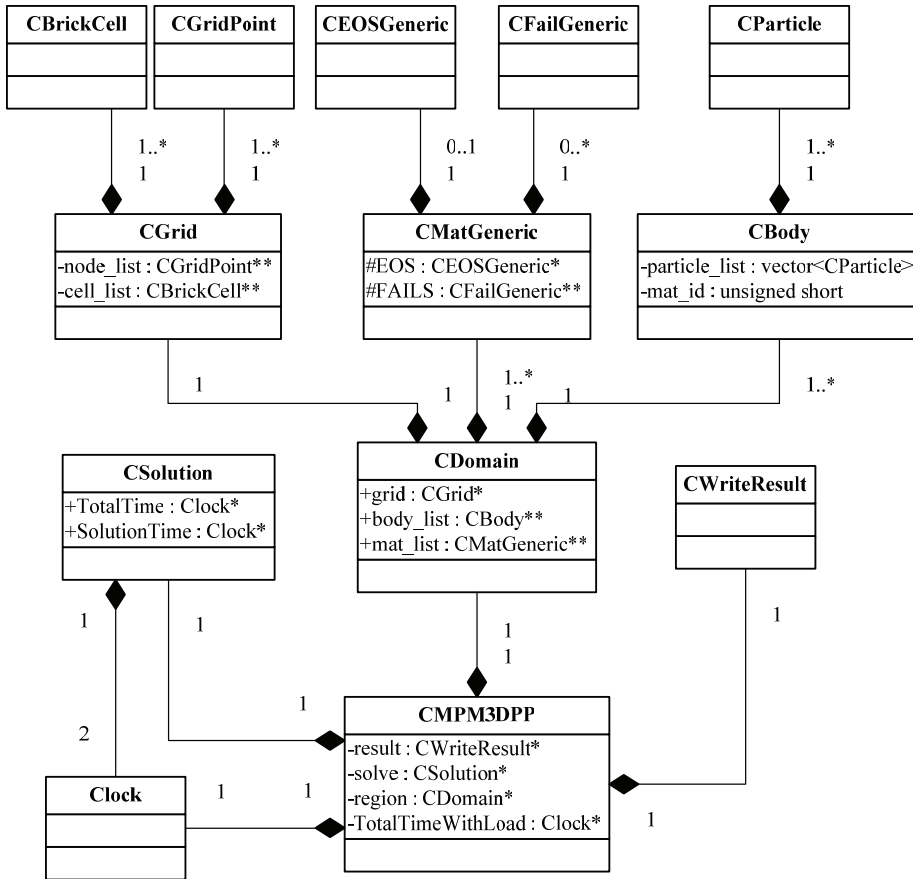 CBrickCell
CGridPoint
CEOSGeneric
CFailGeneric
CParticle
1..*
1
1..*
1
0..1
1
0..*
1
1..*
1
CGrid
-node_list : CGridPoint**
-cell_list : CBrickCell**
CMatGeneric
#EOS : CEOSGeneric*
#FAILS : CFailGeneric**
CBody
-particle_list : vector<CParticle>
-mat_id : unsigned short
1
1
1..*
1
1
1..*
CSolution
+TotalTime : Clock*
+SolutionTime : Clock*
CDomain
+grid : CGrid*
+body_list : CBody**
+mat_list : CMatGeneric**
CWriteResult
1
1
1
1
1
1
2
CMPM3DPP
-result : CWriteResult*
-solve : CSolution*
-region : CDomain*
-TotalTimeWithLoad : Clock*
Clock
1
1
1